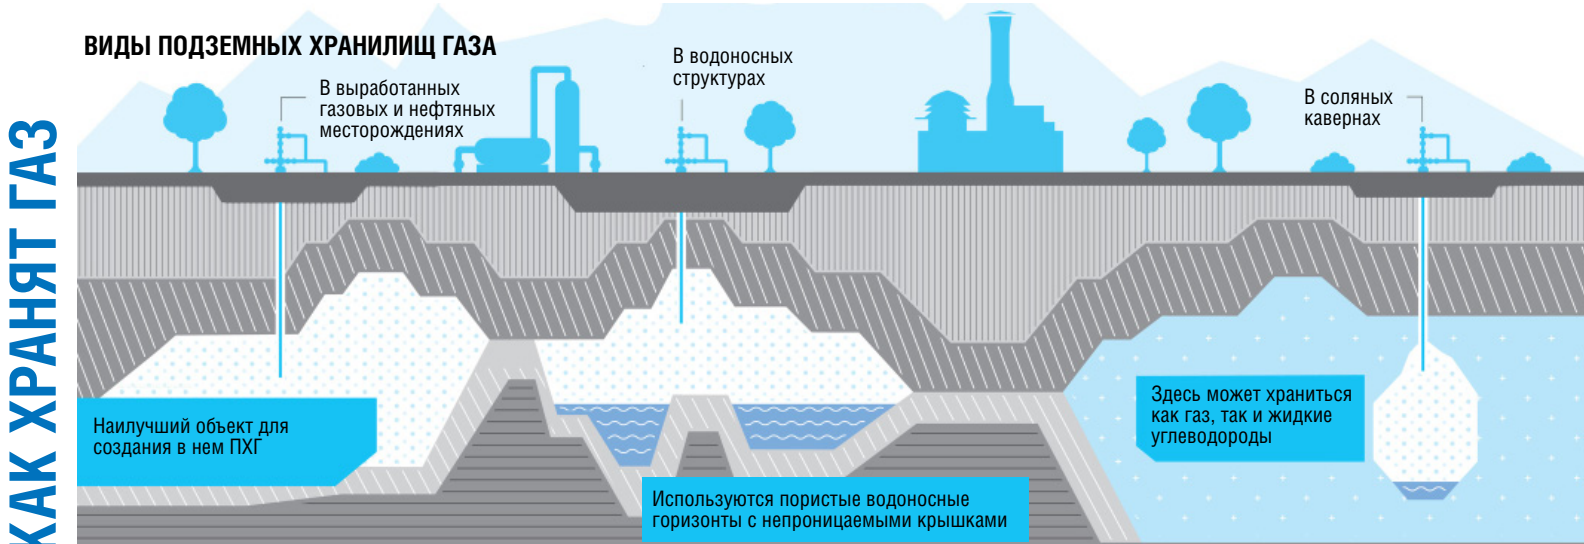 КАК ХРАНЯТ ГАЗ
ВИДЫ ПОДЗЕМНЫХ ХРАНИЛИЩ ГАЗА
В выработанных
газовых и нефтяных
месторождениях
В водоносных
структурах
В соляных
кавернах
Наилучший объект для
создания в нем ПХГ
Используются пористые водоносные
горизонты с непроницаемыми крышками
Здесь может храниться
как газ, так и жидкие
углеводороды